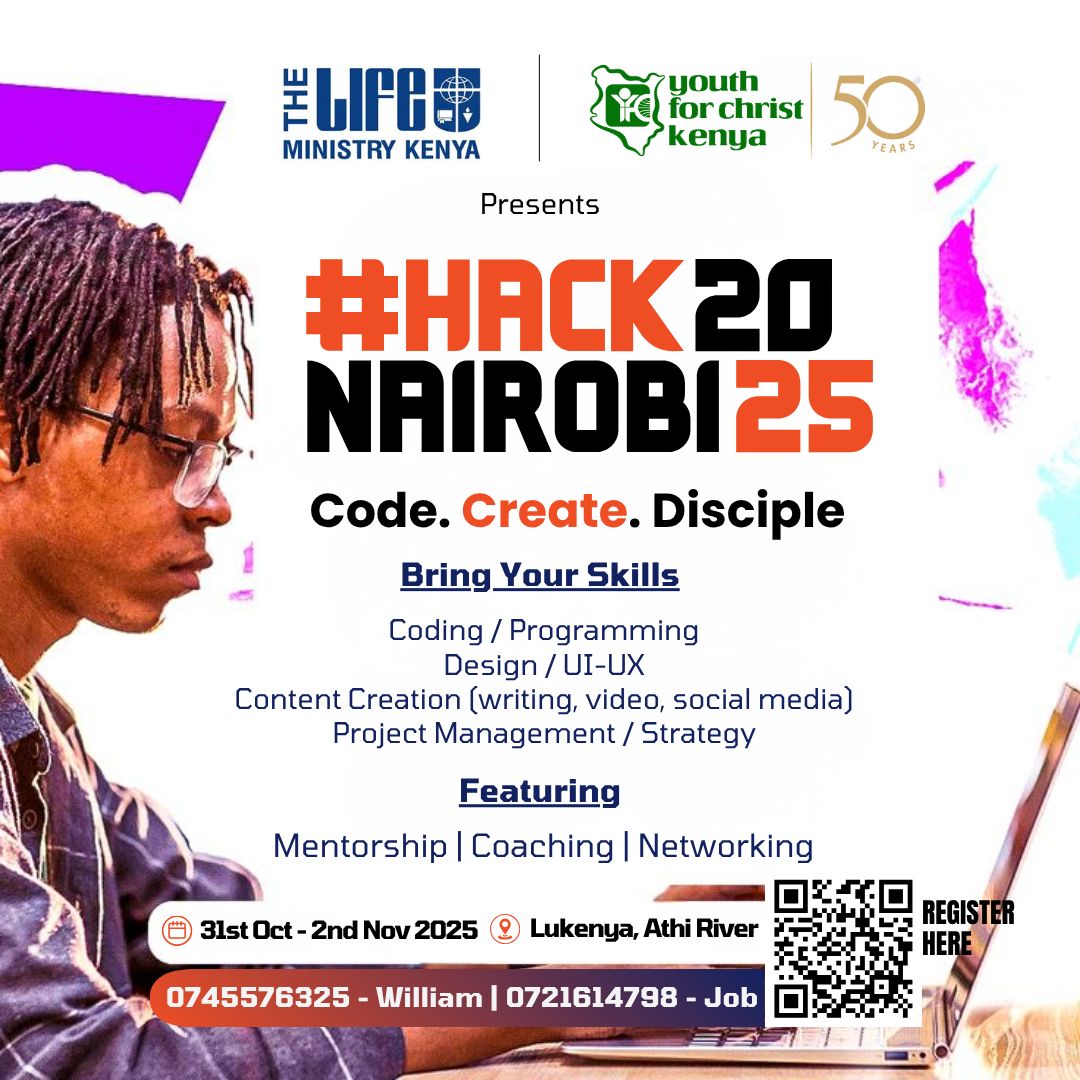 THE LIFE
MINISTRY KENYA
youth
for christ
kenya
50
YEARS
Presents
#HACK20
NAIROBI25
Code. Create. Disciple
Bring Your Skills
Coding / Programming
Design / UI-UX
Content Creation (writing, video, social media)
Project Management / Strategy
Featuring
Mentorship | Coaching | Networking
31st Oct - 2nd Nov 2025 Lukenya, Athi River
0745576325 - William | 0721614798 - Job
REGISTER
HERE